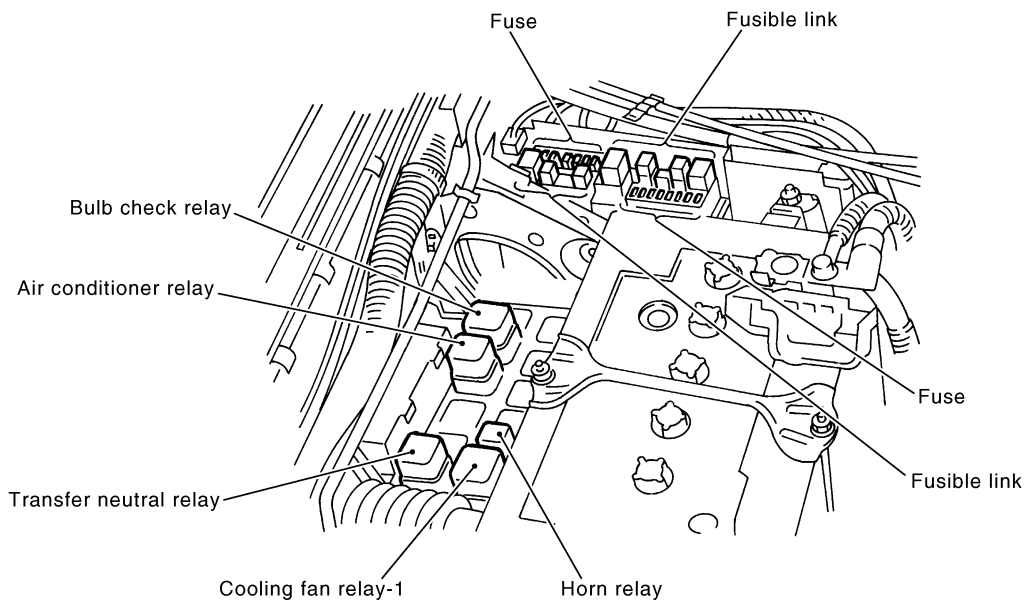 Fuse
Fusible link
Bulb check relay
Air conditioner relay
Fuse
Fusible link
Transfer neutral relay
Cooling fan relay-1
Horn relay